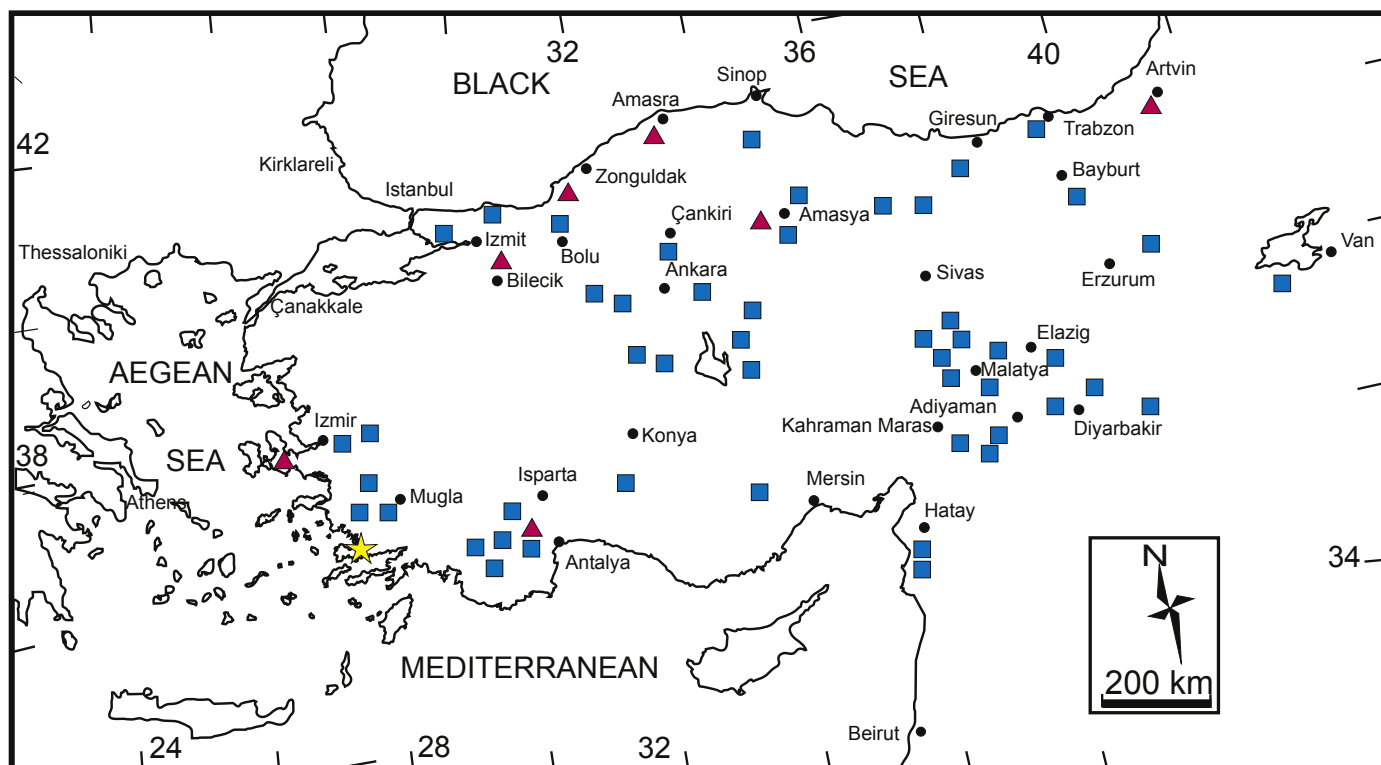 32
36
40
BLACK
SEA
Sinop
Artvin
Amasra
Giresun
Trabzon
42
Kirklareli
Zonguldak
Bayburt
Istanbul
Çankiri
Amasya
Izmit
Bolu
Van
Thessaloniki
Ankara
Sivas
Erzurum
Bilecik
Çanakkale
Elazig
AEGEAN
Malatya
Adiyaman
Izmir
Kahraman Maras
Diyarbakir
Konya
38
SEA
Isparta
Mersin
Athens
Mugla
Hatay
Antalya
34
N
MEDITERRANEAN
200 km
Beirut
24
28
32